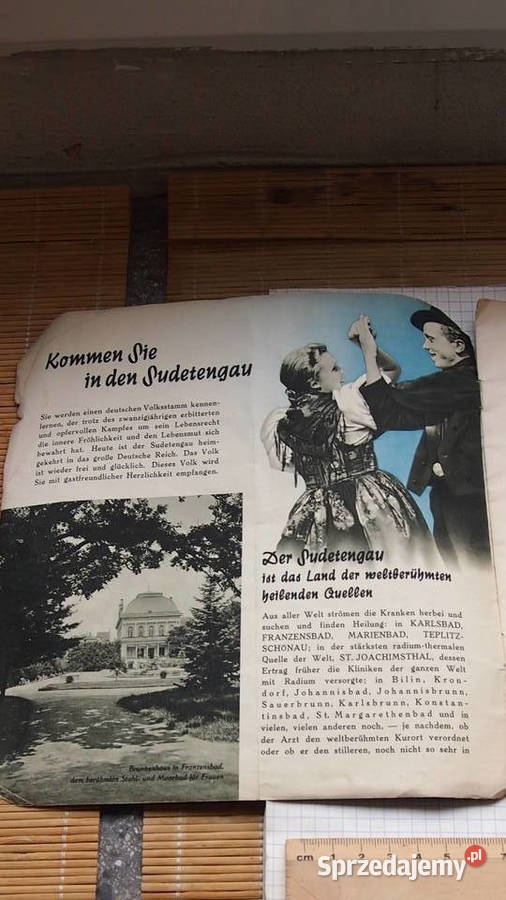 Kommen Sie
in den Sudetengau
Sie werden einen deutschen Volksstamm kennen-
lernen, der trotz des zwanzigjährigen erbitterten
und opfervollen Kampfes um sein Lebensrecht
die innere Fröhlichkeit und den Lebensmut sich
bewahrt hat. Heute ist der Sudetengau heim-
gekehrt in das große Deutsche Reich. Das Volk
ist wieder frei und glücklich. Dieses Volk wird
Sie mit gastfreundlicher Herzlichkeit empfangen.
Brunnenhaus in Franzensbad,
dem berühmten Stahl- und Moorbad für Frauen
Der Sudetengau
ist das Land der weltberühmten
heilenden Quellen
Aus aller Welt strömen die Kranken herbei und
suchen und finden Heilung: in KARLSBAD,
FRANZENSBAD, MARIENBAD, TEPLITZ-
SCHÖNAU; in der stärksten radium-thermalen
Quelle der Welt, ST. JOACHIMSTHAL, dessen
Ertrag früher die Kliniken der ganzen Welt
mit Radium versorgte; in Bilin, Kron-
dorf, Johannisbad, Johannisbrunn,
Sauerbrunn, Karlsbrunn, Konstan-
tinsbad, St. Margarethenbad und in
vielen, vielen anderen noch, — je nachdem, ob
der Arzt den weltberühmten Kurort verordnet
oder ob er den stilleren, noch nicht so sehr in
cm 1 2 3 4 5 6 7
Sprzedajemy.pl